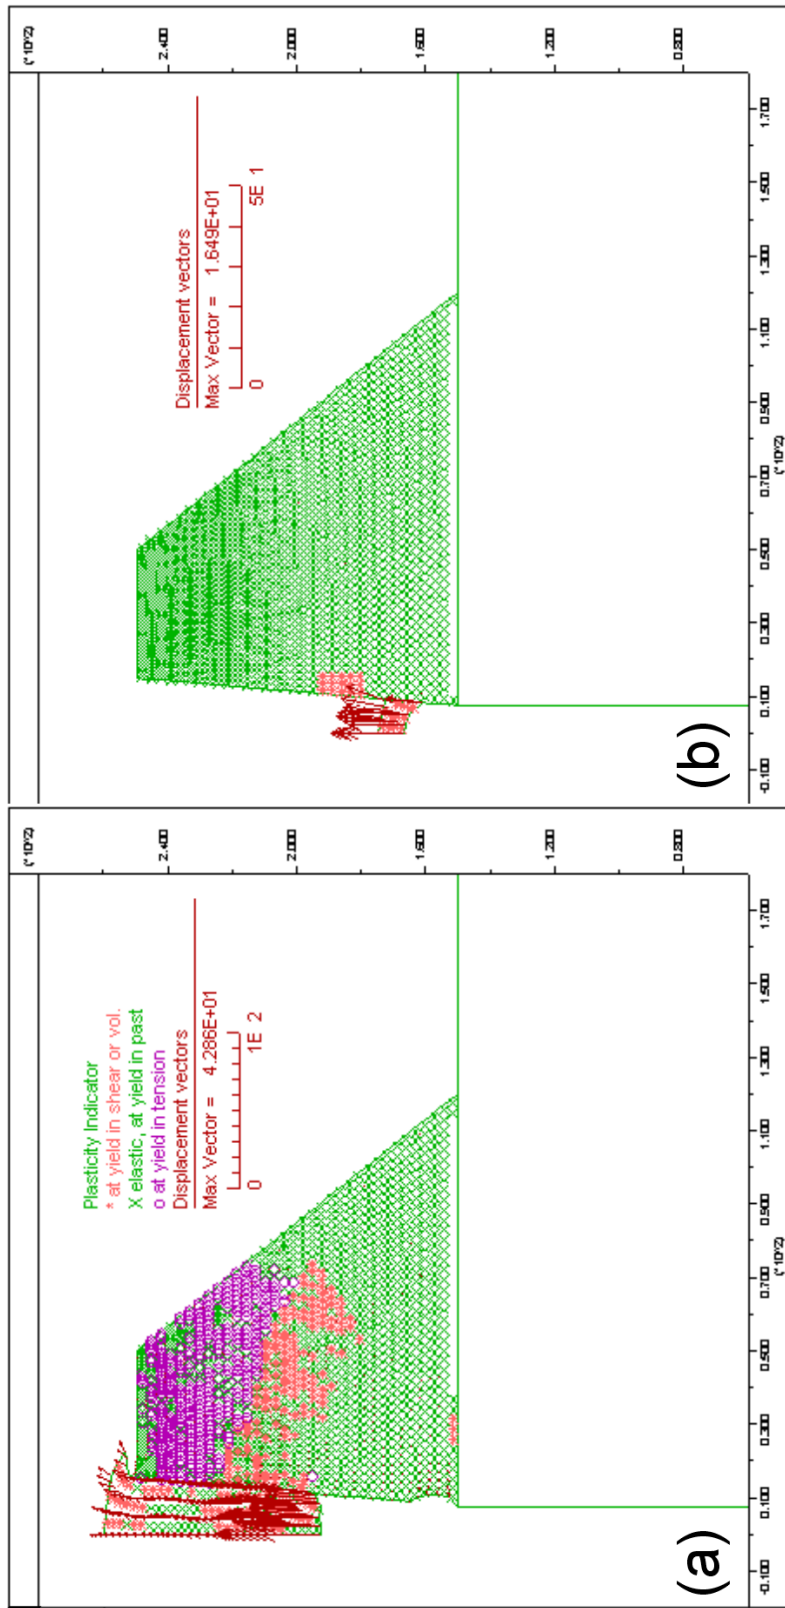 (a)
Plasticity Indicator
* at yield in shear or vol.
X elastic, at yield in past
o at yield in tension
Displacement vectors
Max Vector = 4.286E+01
0 1E 2
(*10^2)
2.400
2.000
1.600
1.200
0.800
-0.100 0.100 0.300 0.500 0.700 0.900 1.100 1.300 1.500 1.700
(*10^2)
(b)
Displacement vectors
Max Vector = 1.649E+01
0 5E 1
(*10^2)
2.400
2.000
1.600
1.200
0.800
-0.100 0.100 0.300 0.500 0.700 0.900 1.100 1.300 1.500 1.700
(*10^2)